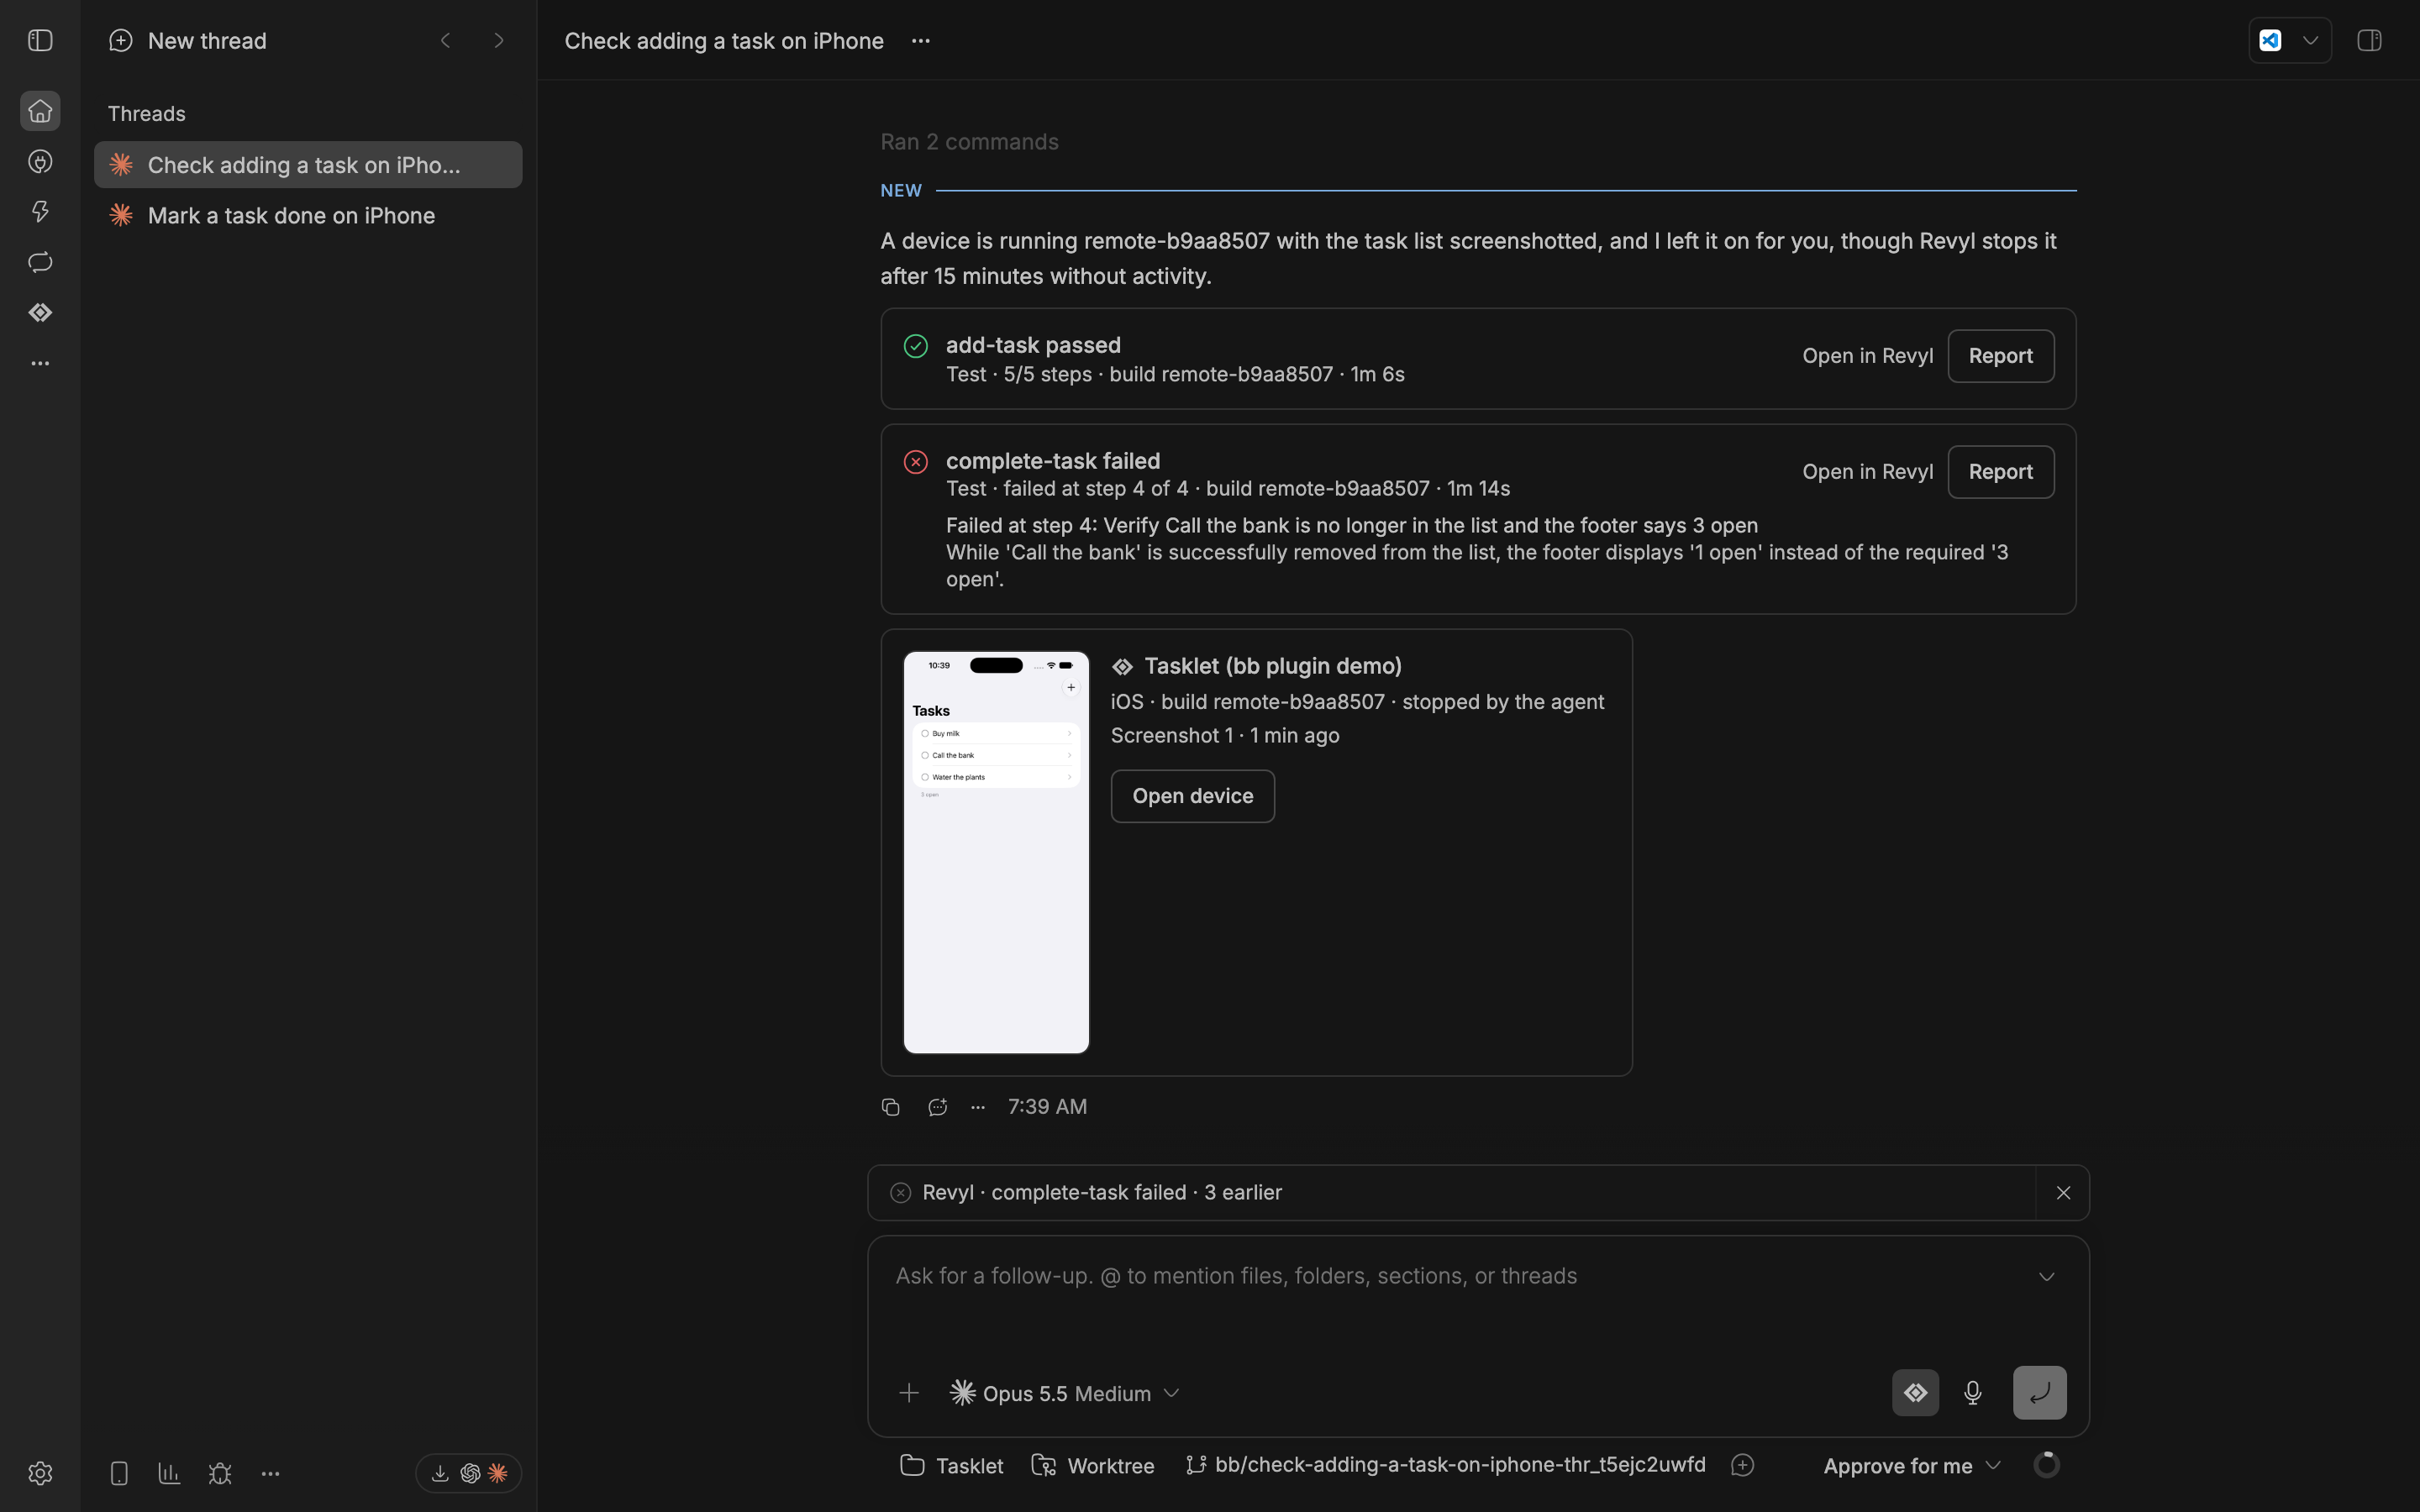 New thread
Check adding a task on iPhone
Threads
Check adding a task on iPho...
Mark a task done on iPhone
Ran 2 commands
NEW
A device is running remote-b9aa8507 with the task list screenshotted, and I left it on for you, though Revyl stops it
after 15 minutes without activity.
add-task passed
Test · 5/5 steps · build remote-b9aa8507 · 1m 6s
Open in Revyl
Report
complete-task failed
Test · failed at step 4 of 4 · build remote-b9aa8507 · 1m 14s
Open in Revyl
Report
Failed at step 4: Verify Call the bank is no longer in the list and the footer says 3 open
While 'Call the bank' is successfully removed from the list, the footer displays '1 open' instead of the required '3
open'.
10:39
Tasks
Buy milk
Call the bank
Water the plants
3 open
Tasklet (bb plugin demo)
iOS · build remote-b9aa8507 · stopped by the agent
Screenshot 1 · 1 min ago
Open device
7:39 AM
Revyl · complete-task failed · 3 earlier
Ask for a follow-up. @ to mention files, folders, sections, or threads
Opus 5.5 Medium
Tasklet
Worktree
bb/check-adding-a-task-on-iphone-thr_t5ejc2uwfd
Approve for me